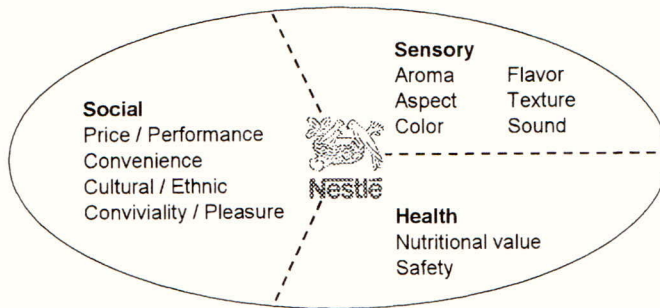 Sensory
Aroma Flavor
Aspect Texture
Color Sound
Social
Price / Performance
Convenience
Cultural / Ethnic
Conviviality / Pleasure
Nestlé
Health
Nutritional value
Safety